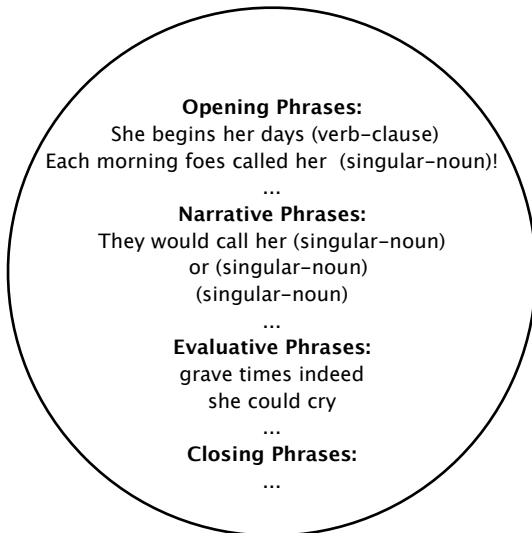 Opening Phrases:
She begins her days (verb-clause)
Each morning foes called her (singular-noun)!
...
Narrative Phrases:
They would call her (singular-noun)
or (singular-noun)
(singular-noun)
...
Evaluative Phrases:
grave times indeed
she could cry
...
Closing Phrases:
...